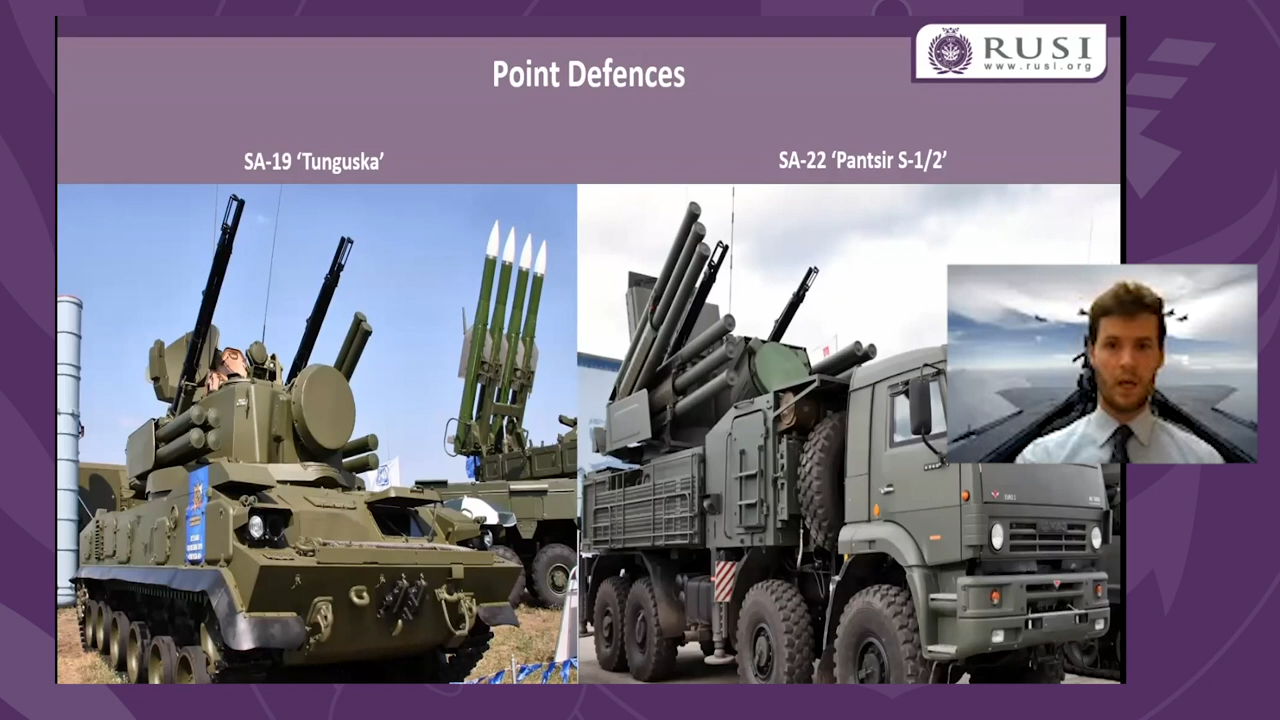 Point Defences
RUSI
www.rusi.org
SA-19 ‘Tunguska’
SA-22 ‘Pantsir S-1/2’